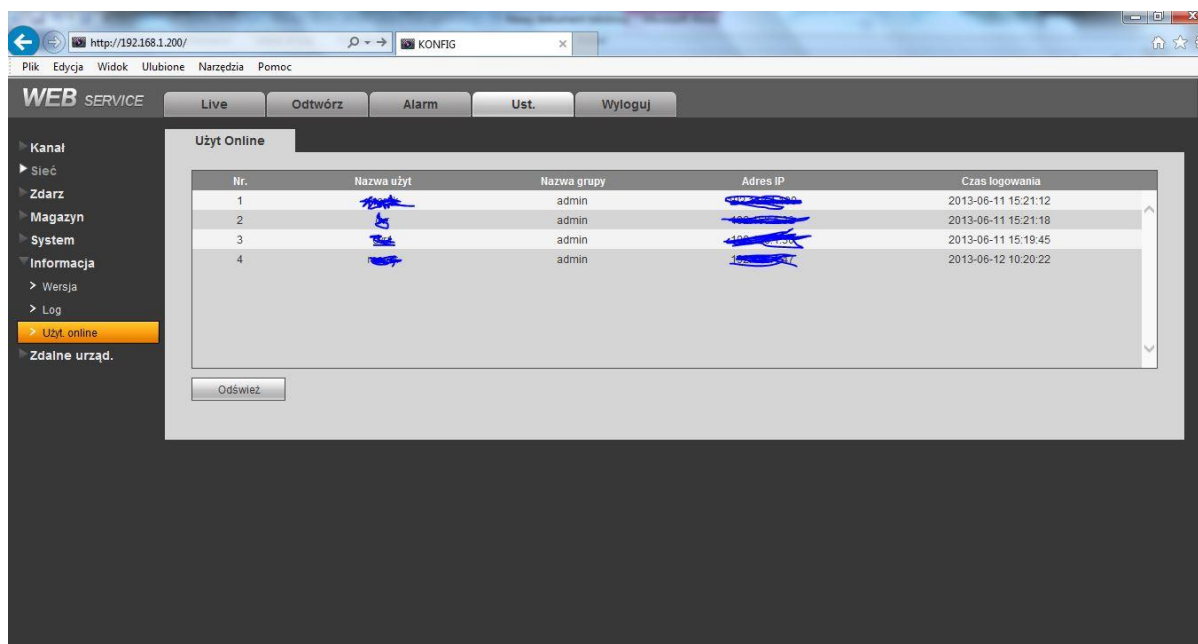 http://192.168.1.200/
KONFIG
Plik Edycja Widok Ulubione Narzędzia Pomoc
WEB SERVICE
Live Odtwórz Alarm Ust. Wyloguj
Kanał
Sieć
Zdarz
Magazyn
System
Informacja
Wersja
Log
Użyt. online
Zdalne urząd.
Użyt Online
Nr. Nazwa użyt Nazwa grupy Adres IP Czas logowania
1 admin 2013-06-11 15:21:12
2 admin 2013-06-11 15:21:18
3 admin 2013-06-11 15:19:45
4 admin 2013-06-12 10:20:22
Odśwież